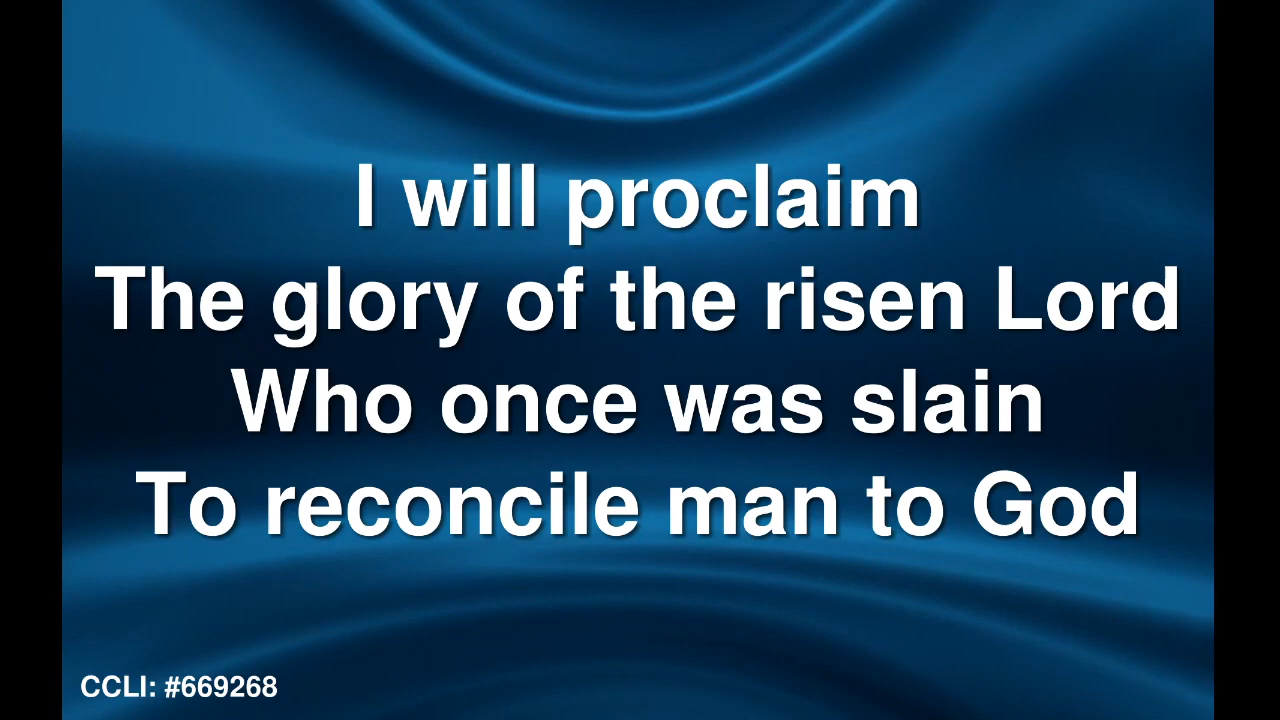 I will proclaim
The glory of the risen Lord
Who once was slain
To reconcile man to God
CCLI: #669268